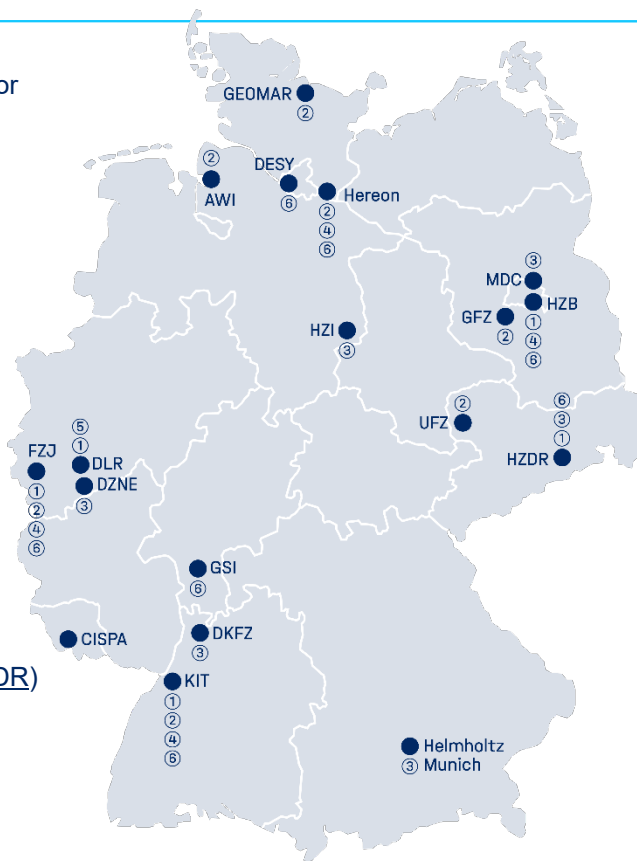 or
GEOMAR
②
②
AWI
DESY
⑥
Hereon
②
④
⑥
③
MDC
HZB
①
④
⑥
GFZ
②
HZI
③
②
UFZ
⑥
③
①
HZDR
⑤
①
DLR
FZJ
①
②
④
⑥
DZNE
③
GSI
⑥
CISPA
DKFZ
③
DR)
KIT
①
②
④
⑥
Helmholtz
③ Munich